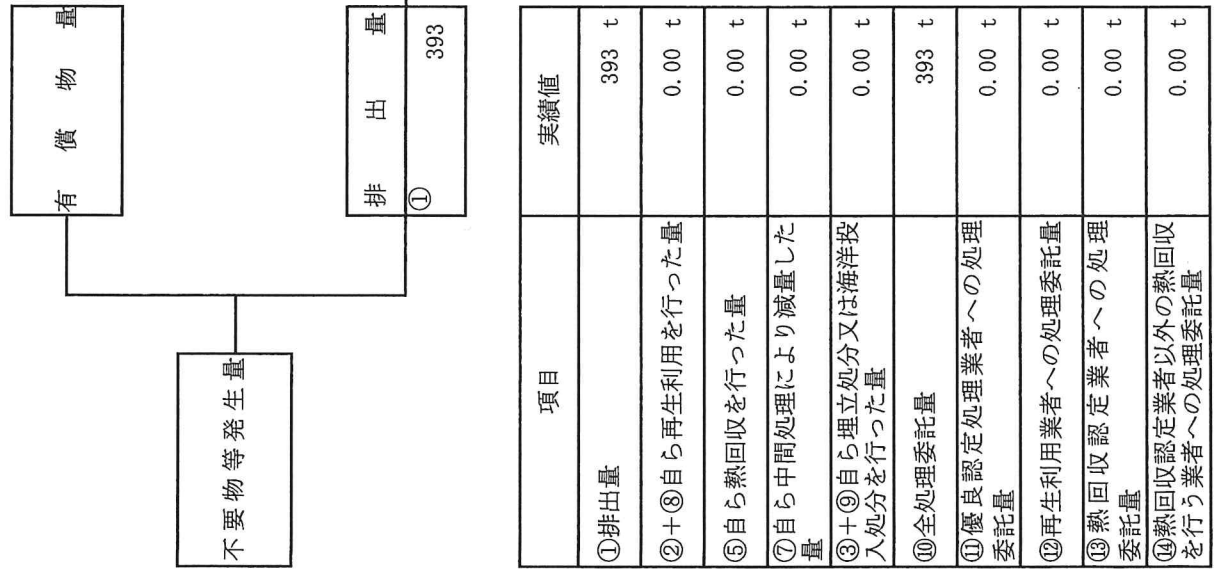 不要物等発生量
有償物量
排出量
① 393
項目 実績値
①排出量 393 t
②+⑧自ら再生利用を行った量 0.00 t
⑤自ら熱回収を行った量 0.00 t
⑦自ら中間処理により減量した
量 0.00 t
③+⑨自ら埋立処分又は海洋投
入処分を行った量 0.00 t
⑩全処理委託量 393 t
⑪優良認定処理業者への処理
委託量 0.00 t
⑫再生利用業者への処理委託量 0.00 t
⑬熱回収認定業者への処理
委託量 0.00 t
⑭熱回収認定業者以外の熱回収
を行う業者への処理委託量 0.00 t